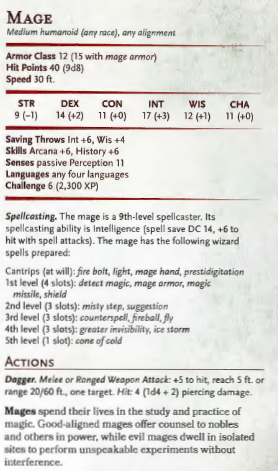 MAGE
Medium humanoid (any race), any alignment
Armor Class 12 (15 with mage armor)
Hit Points 40 (9d8)
Speed 30 ft.
STR DEX CON INT WIS CHA
9 (–1) 14 (+2) 11 (+0) 17 (+3) 12 (+1) 11 (+0)
Saving Throws Int +6, Wis +4
Skills Arcana +6, History +6
Senses passive Perception 11
Languages any four languages
Challenge 6 (2,300 XP)
Spellcasting. The mage is a 9th-level spellcaster. Its
spellcasting ability is Intelligence (spell save DC 14, +6 to
hit with spell attacks). The mage has the following wizard
spells prepared:
Cantrips (at will): fire bolt, light, mage hand, prestidigitation
1st level (4 slots): detect magic, mage armor, magic
missile, shield
2nd level (3 slots): misty step, suggestion
3rd level (3 slots): counterspell, fireball, fly
4th level (3 slots): greater invisibility, ice storm
5th level (1 slot): cone of cold
ACTIONS
Dagger. Melee or Ranged Weapon Attack: +5 to hit, reach 5 ft. or
range 20/60 ft., one target. Hit: 4 (1d4 + 2) piercing damage.
Mages spend their lives in the study and practice of
magic. Good-aligned mages offer counsel to nobles
and others in power, while evil mages dwell in isolated
sites to perform unspeakable experiments without
interference.